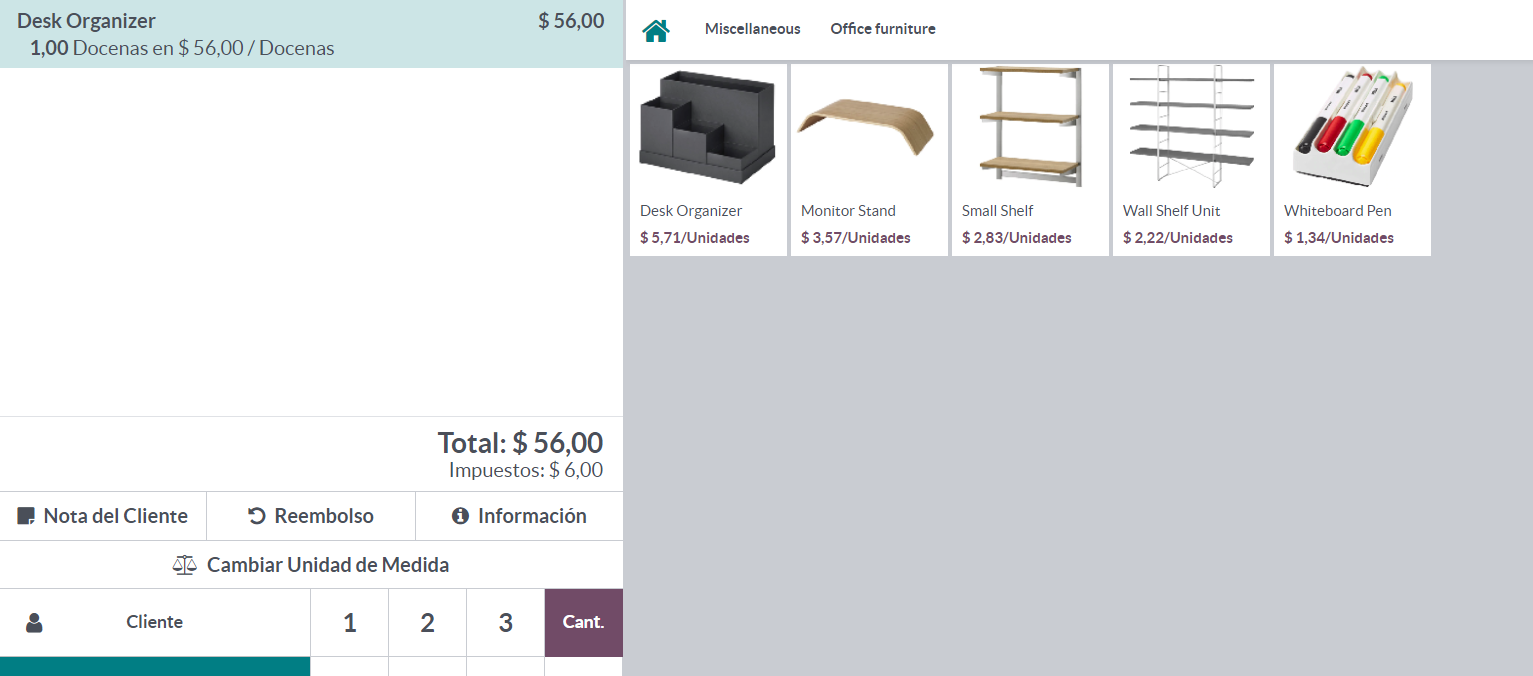 Desk Organizer $ 56,00
1,00 Docenas en $ 56,00 / Docenas
Total: $ 56,00
Impuestos: $ 6,00
Nota del Cliente Reembolso Información
Cambiar Unidad de Medida
Cliente 1 2 3 Cant.
Miscellaneous Office furniture
Desk Organizer Monitor Stand Small Shelf Wall Shelf Unit Whiteboard Pen
$ 5,71/Unidades $ 3,57/Unidades $ 2,83/Unidades $ 2,22/Unidades $ 1,34/Unidades